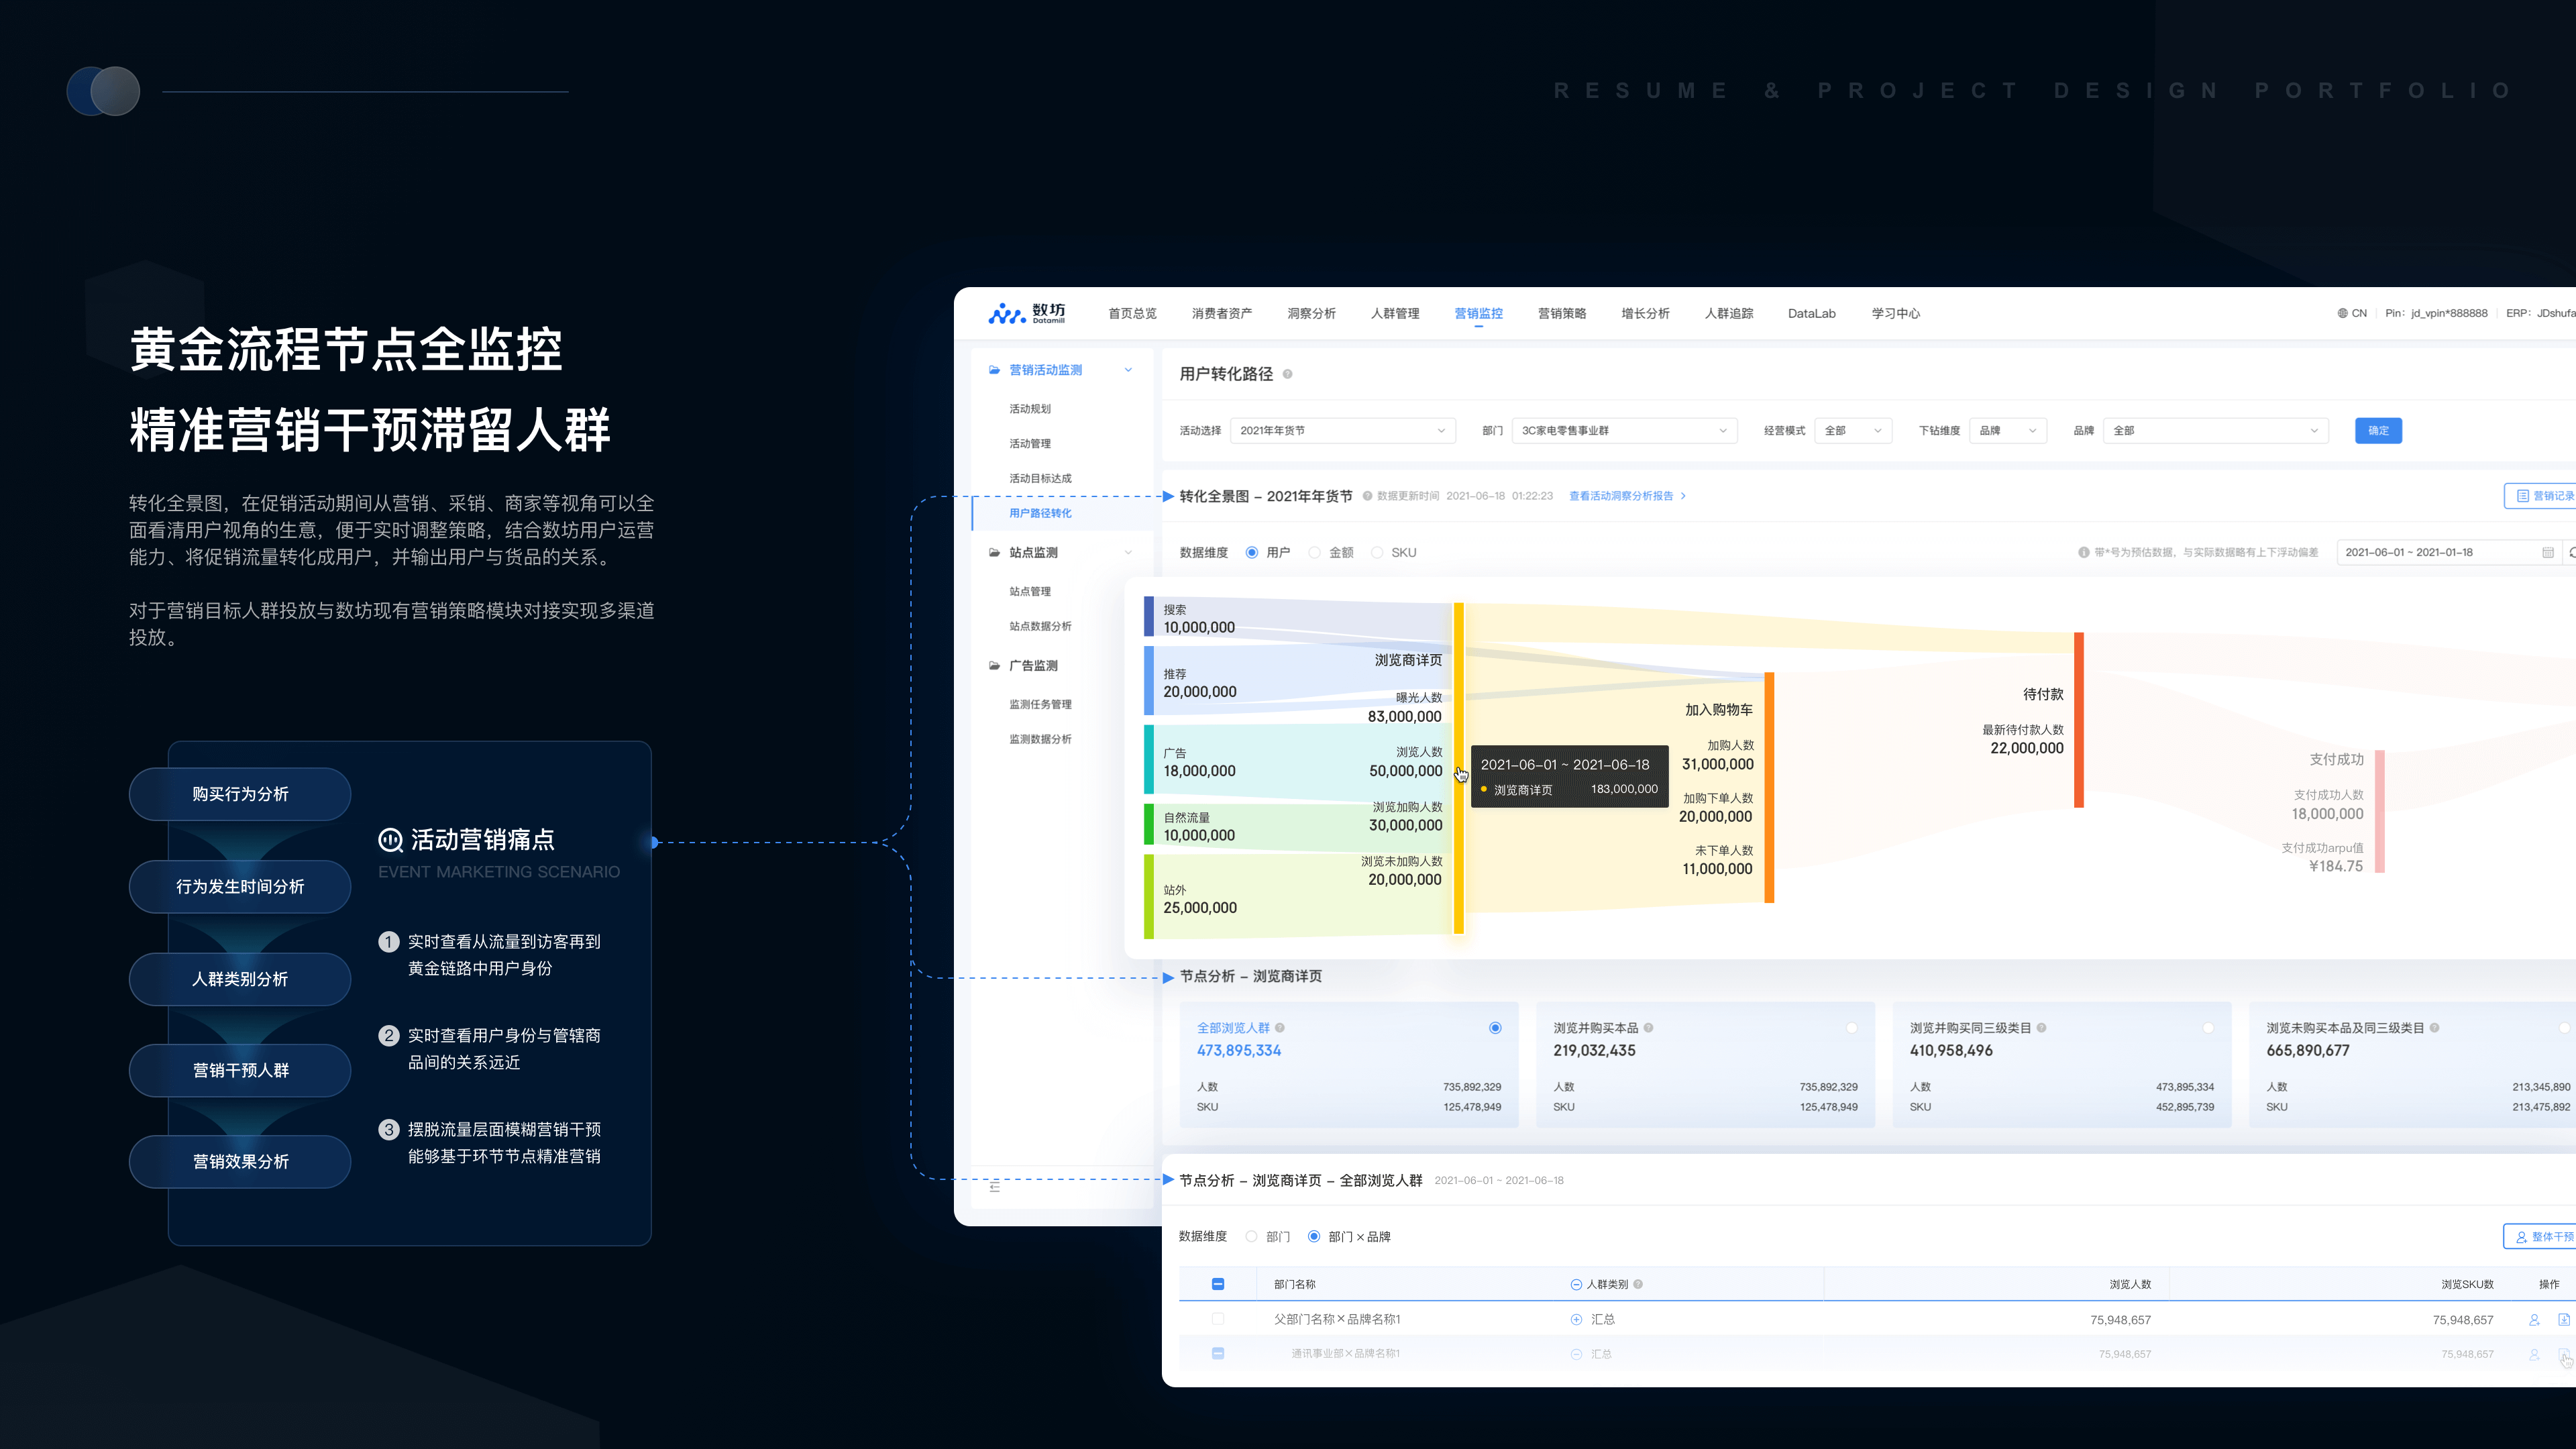 RESUME & PROJECT DESIGN PORTFOLIO
黄金流程节点全监控
精准营销干预滞留人群
转化全景图，在促销活动期间从营销、采销、商家等视角可以全
面看清用户视角的生意，便于实时调整策略，结合数坊用户运营
能力、将促销流量转化成用户，并输出用户与货品的关系。
对于营销目标人群投放与数坊现有营销策略模块对接实现多渠道
投放。
购买行为分析
行为发生时间分析
人群类别分析
营销干预人群
营销效果分析
活动营销痛点
EVENT MARKETING SCENARIO
1 实时查看从流量到访客再到
黄金链路中用户身份
2 实时查看用户身份与管辖商
品间的关系远近
3 摆脱流量层面模糊营销干预
能够基于环节节点精准营销
数坊
Datamill
首页总览 消费者资产 洞察分析 人群管理 营销监控 营销策略 增长分析 人群追踪 DataLab 学习中心
CN Pin: jd_vpin*888888 ERP: JDshufa
营销活动监测
活动规划
活动管理
活动目标达成
用户路径转化
站点监测
站点管理
站点数据分析
广告监测
监测任务管理
监测数据分析
用户转化路径
活动选择 2021年年货节 部门 3C家电零售事业群 经营模式 全部 下钻维度 品牌 品牌 全部 确定
转化全景图 – 2021年年货节 数据更新时间 2021–06–18 01:22:23 查看活动洞察分析报告 营销记录
数据维度 用户 金额 SKU
带*号为预估数据，与实际数据略有上下浮动偏差 2021–06–01 ~ 2021–01–18
搜索
10,000,000
推荐
20,000,000
广告
18,000,000
自然流量
10,000,000
站外
25,000,000
浏览商详页
曝光人数
83,000,000
浏览人数
50,000,000
浏览加购人数
30,000,000
浏览未加购人数
20,000,000
2021–06–01 ~ 2021–06–18
浏览商详页 183,000,000
加入购物车
加购人数
31,000,000
加购下单人数
20,000,000
未下单人数
11,000,000
待付款
最新待付款人数
22,000,000
支付成功
支付成功人数
18,000,000
支付成功arpu值
¥184.75
节点分析 – 浏览商详页
全部浏览人群
473,895,334
人数 735,892,329
SKU 125,478,949
浏览并购买本品
219,032,435
人数 735,892,329
SKU 125,478,949
浏览并购买同三级类目
410,958,496
人数 473,895,334
SKU 452,895,739
浏览未购买本品及同三级类目
665,890,677
人数 213,345,890
SKU 213,475,892
节点分析 – 浏览商详页 – 全部浏览人群 2021–06–01 ~ 2021–06–18
数据维度 部门 部门 × 品牌 整体干预
部门名称 人群类别 浏览人数 浏览SKU数 操作
父部门名称×品牌名称1 汇总 75,948,657 75,948,657
通讯事业部×品牌名称1 汇总 75,948,657 75,948,657